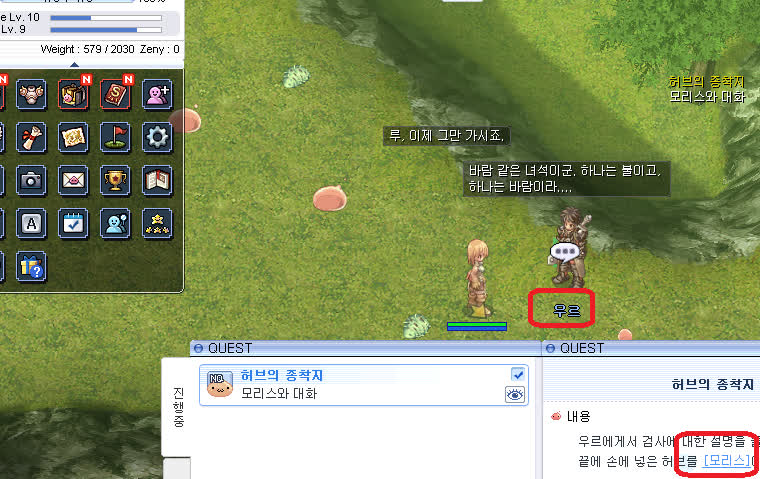 e Lv. 10
Lv. 9
Weight : 579 / 2030 Zeny : 0
N
N
N
S
A
허브의 종착지
모리스와 대화
루, 이제 그만 가시죠.
바람 같은 녀석이군. 하나는 불이고,
하나는 바람이라....
우르
QUEST
진행중
NO.
허브의 종착지
모리스와 대화
QUEST
허브의 종착지
내용
우르에게서 검사에 대한 설명을
끝에 손에 넣은 허브를 [모리스]